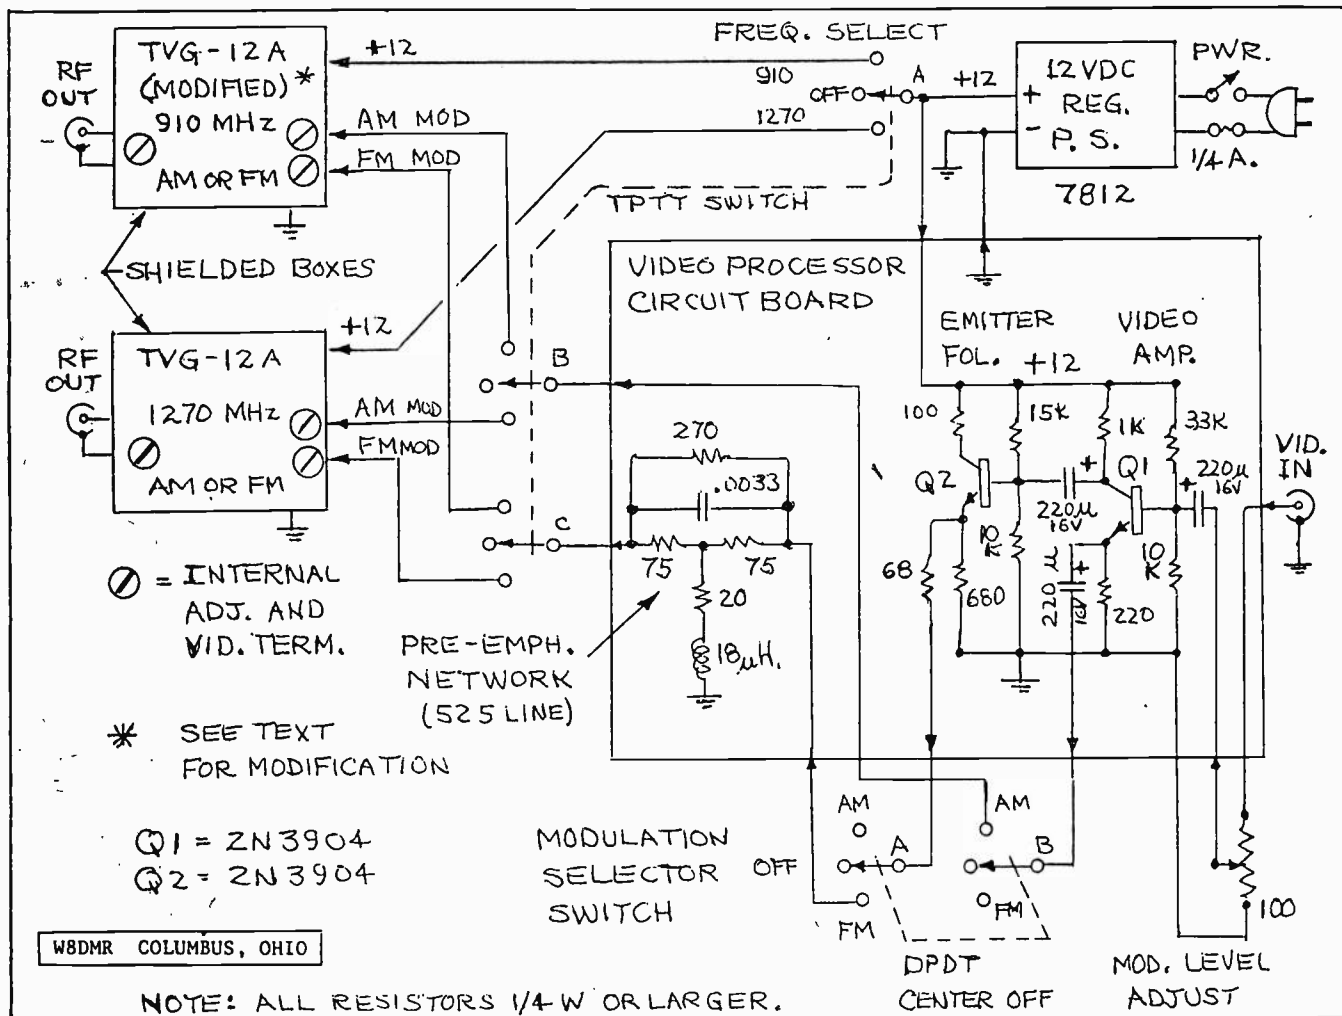 FREQ. SELECT
TVG-12A
(MODIFIED) *
910 MHz
AM OR FM
RF
OUT
+12
AM MOD
FM MOD
910
OFF
1270
A
+12
12VDC
REG.
P. S.
+
-
7812
PWR.
1/4 A.
TPTT SWITCH
SHIELDED BOXES
TVG-12A
1270 MHz
AM OR FM
RF
OUT
+12
AM MOD
FM MOD
B
C
VIDEO PROCESSOR
CIRCUIT BOARD
EMITTER
FOL.
VIDEO
AMP.
+12
100
15K
1K
33K
VID.
IN
270
.0033
75
75
20
18μH.
Q2
220μ
16V
+
Q1
220μ
16V
+
10
K
10
K
68
680
220 μ
16V
+
220
= INTERNAL
ADJ. AND
VID. TERM.
PRE-EMPH.
NETWORK
(525 LINE)
* SEE TEXT
FOR MODIFICATION
Q1 = 2N3904
Q2 = 2N3904
MODULATION
SELECTOR
SWITCH
AM
OFF
FM
A
AM
B
FM
DPDT
CENTER OFF
100
MOD. LEVEL
ADJUST
W8DMR COLUMBUS, OHIO
NOTE: ALL RESISTORS 1/4 W OR LARGER.